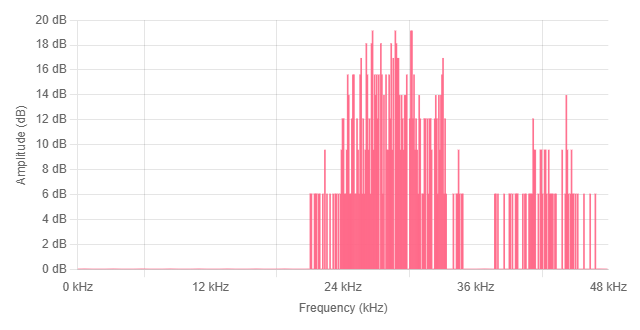 20 dB
18 dB
16 dB
14 dB
12 dB
10 dB
8 dB
6 dB
4 dB
2 dB
0 dB
Amplitude (dB)
0 kHz 12 kHz 24 kHz 36 kHz 48 kHz
Frequency (kHz)